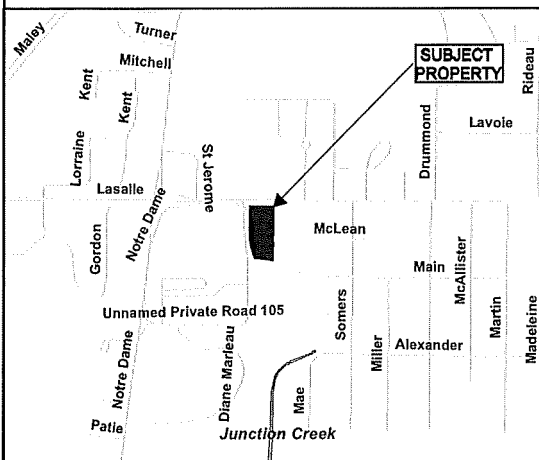 Maley
Turner
Mitchell
Kent
Kent
SUBJECT
PROPERTY
Rideau
Drummond
Lavoie
Lorraine
St Jerome
Lasalle
Notre Dame
Gordon
McLean
Main
McAllister
Unnamed Private Road 105
Somers
Martin
Madeleine
Notre Dame
Diane Marleau
Miller
Alexander
Mae
Patie
Junction Creek